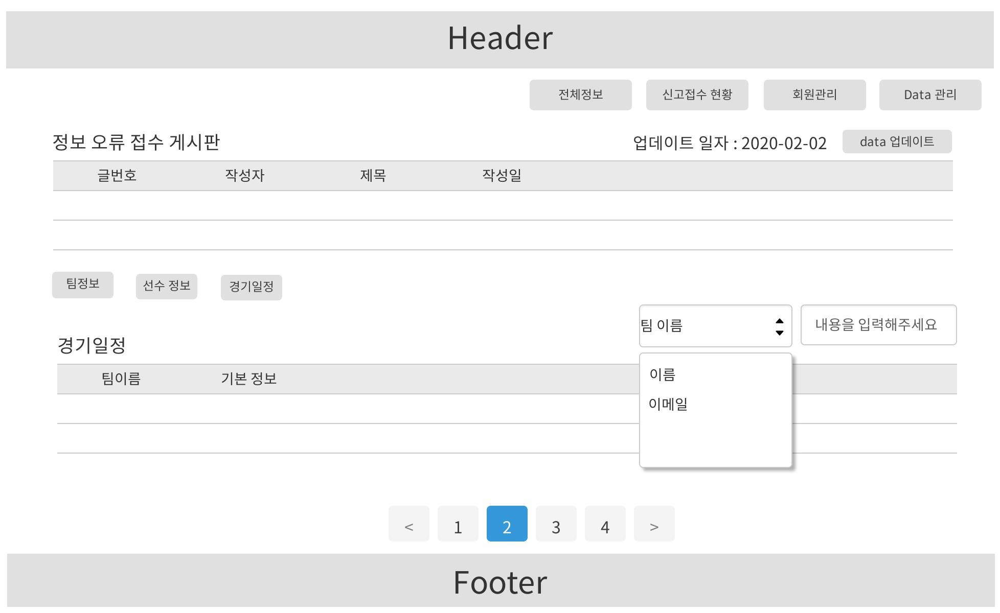 Header
전체정보 신고접수 현황 회원관리 Data 관리
정보 오류 접수 게시판 업데이트 일자 : 2020-02-02 data 업데이트
글번호 작성자 제목 작성일
팀정보 선수 정보 경기일정
팀 이름 내용을 입력해주세요
경기일정
팀이름 기본 정보
이름
이메일
< 1 2 3 4 >
Footer